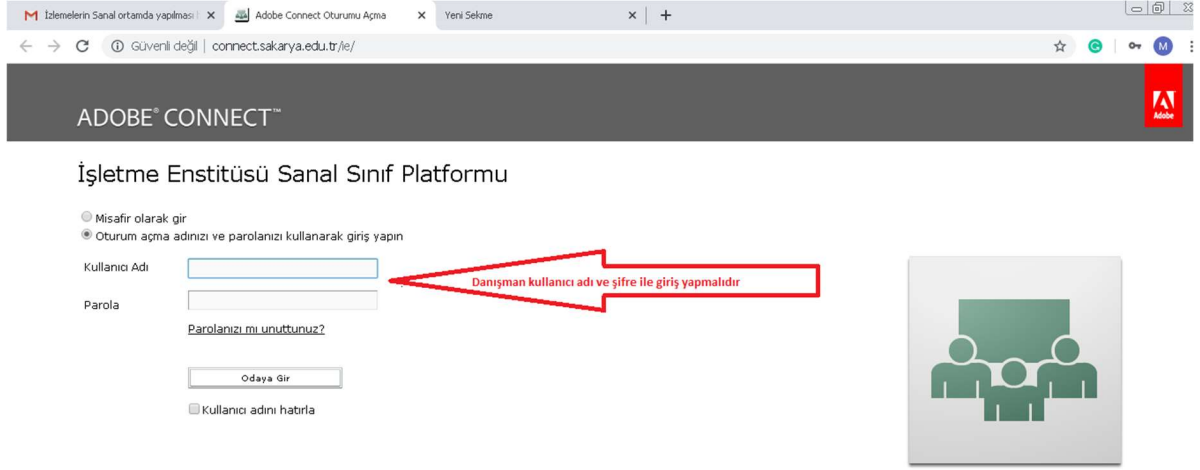 İzlemelerin Sanal ortamda yapılması
Adobe Connect Oturumu Açma
Yeni Sekme
Güvenli değil | connect.sakarya.edu.tr/ie/
M
ADOBE® CONNECT™
Adobe
İşletme Enstitüsü Sanal Sınıf Platformu
Misafir olarak gir
Oturum açma adınızı ve parolanızı kullanarak giriş yapın
Kullanıcı Adı
Danışman kullanıcı adı ve şifre ile giriş yapmalıdır
Parola
Parolanızı mı unuttunuz?
Odaya Gir
Kullanıcı adını hatırla